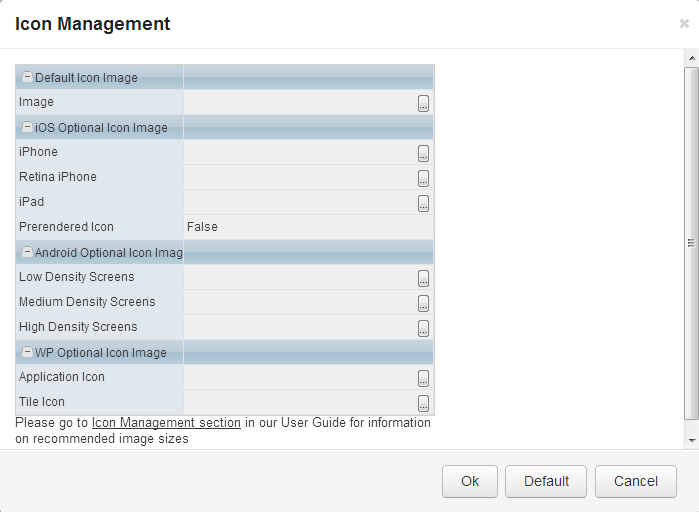 Icon Management
Default Icon Image
Image
...
iOS Optional Icon Image
iPhone
...
Retina iPhone
...
iPad
...
Prerendered Icon False
Android Optional Icon Imag
Low Density Screens
...
Medium Density Screens
...
High Density Screens
...
WP Optional Icon Image
Application Icon
...
Tile Icon
...
Please go to Icon Management section in our User Guide for information
on recommended image sizes
Ok Default Cancel